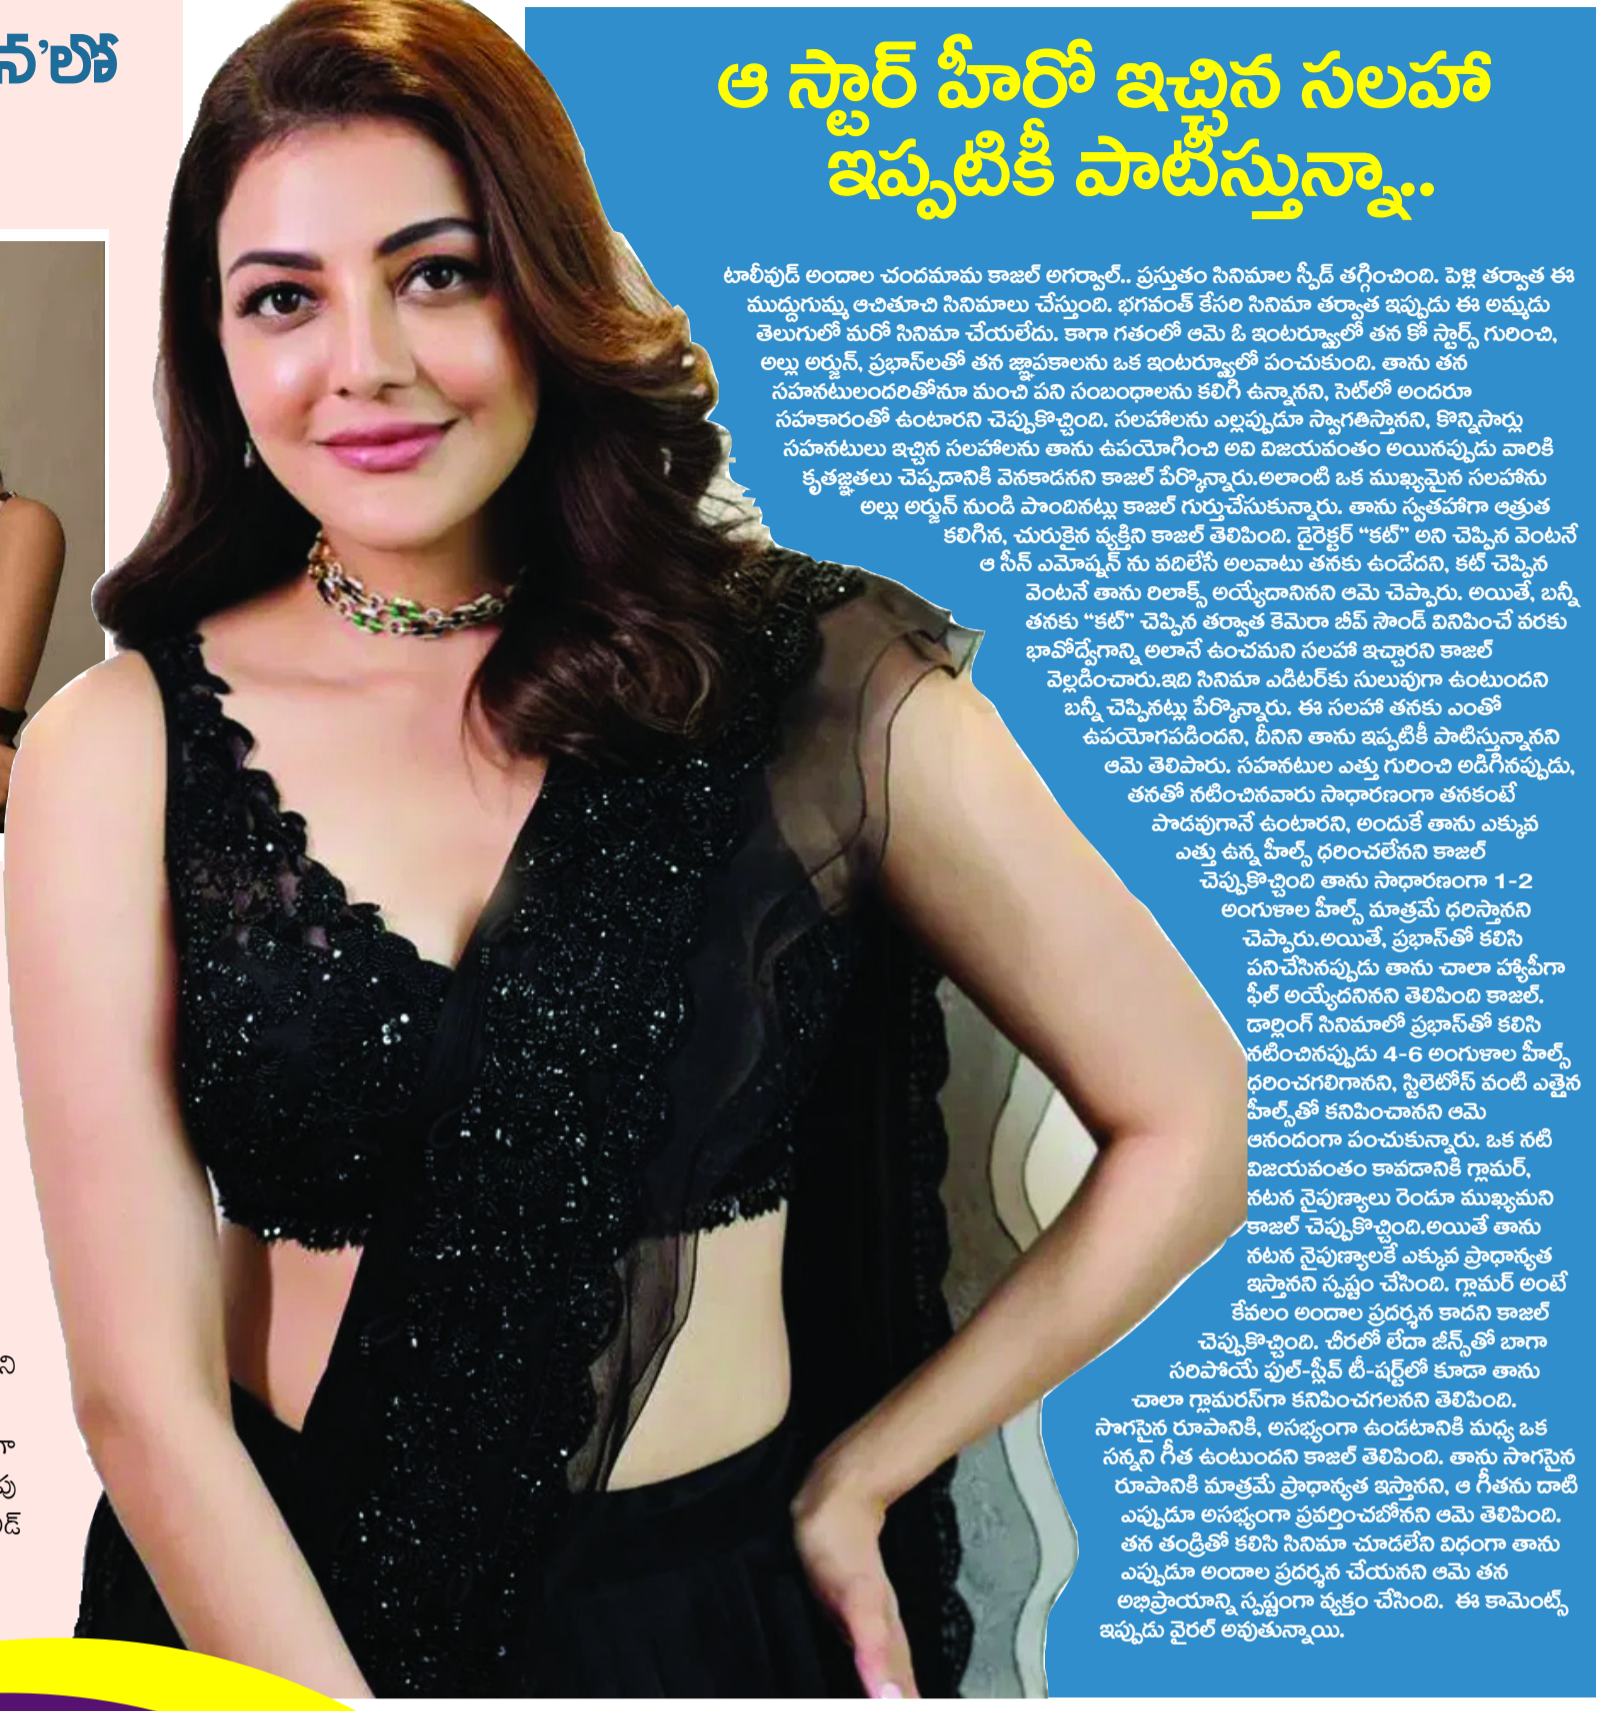 న'లో
ఆ స్టార్ హీరో ఇచ్చిన సలహా
ఇప్పటికీ పాటిస్తున్నా..
టాలీవుడ్ అందాల చందమామ కాజల్ అగర్వాల్.. ప్రస్తుతం సినిమాల స్పీడ్ తగ్గించింది. పెళ్లి తర్వాత ఈ
ముద్దుగుమ్మ ఆచితూచి సినిమాలు చేస్తుంది. భగవంత్ కేసరి సినిమా తర్వాత ఇప్పుడు ఈ అమ్మడు
తెలుగులో మరో సినిమా చేయలేదు. కాగా గతంలో ఆమె ఓ ఇంటర్వ్యూలో తన కో స్టార్స్ గురించి,
అల్లు అర్జున్, ప్రభాస్‌లతో తన జ్ఞాపకాలను ఒక ఇంటర్వ్యూలో పంచుకుంది. తాను తన
సహనటులందరితోనూ మంచి పని సంబంధాలను కలిగి ఉన్నానని, సెట్‌లో అందరూ
సహకారంతో ఉంటారని చెప్పుకొచ్చింది. సలహాలను ఎల్లప్పుడూ స్వాగతిస్తానని, కొన్నిసార్లు
సహనటులు ఇచ్చిన సలహాలను తాను ఉపయోగించి అవి విజయవంతం అయినప్పుడు వారికి
కృతజ్ఞతలు చెప్పడానికి వెనకాడనని కాజల్ పేర్కొన్నారు.అలాంటి ఒక ముఖ్యమైన సలహాను
అల్లు అర్జున్ నుండి పొందినట్లు కాజల్ గుర్తుచేసుకున్నారు. తాను స్వతహాగా ఆత్రుత
కలిగిన, చురుకైన వ్యక్తిని కాజల్ తెలిపింది. డైరెక్టర్ “కట్” అని చెప్పిన వెంటనే
ఆ సీన్ ఎమోషన్ ను వదిలేసే అలవాటు తనకు ఉండేదని, కట్ చెప్పిన
వెంటనే తాను రిలాక్స్ అయ్యేదానినని ఆమె చెప్పారు. అయితే, బన్నీ
తనకు “కట్” చెప్పిన తర్వాత కెమెరా బీప్ సౌండ్ వినిపించే వరకు
భావోద్వేగాన్ని అలానే ఉంచమని సలహా ఇచ్చారని కాజల్
వెల్లడించారు.ఇది సినిమా ఎడిటర్‌కు సులువుగా ఉంటుందని
బన్నీ చెప్పినట్లు పేర్కొన్నారు. ఈ సలహా తనకు ఎంతో
ఉపయోగపడిందని, దీనిని తాను ఇప్పటికీ పాటిస్తున్నానని
ఆమె తెలిపారు. సహనటుల ఎత్తు గురించి అడిగినప్పుడు,
తనతో నటించినవారు సాధారణంగా తనకంటే
పొడవుగానే ఉంటారని, అందుకే తాను ఎక్కువ
ఎత్తు ఉన్న హీల్స్ ధరించలేనని కాజల్
చెప్పుకొచ్చింది తాను సాధారణంగా 1-2
అంగుళాల హీల్స్ మాత్రమే ధరిస్తానని
చెప్పారు.అయితే, ప్రభాస్‌తో కలిసి
పనిచేసినప్పుడు తాను చాలా హ్యాపీగా
ఫీల్ అయ్యేదనినని తెలిపింది కాజల్.
డార్లింగ్ సినిమాలో ప్రభాస్‌తో కలిసి
నటించినప్పుడు 4-6 అంగుళాల హీల్స్
ధరించగలిగానని, స్టిలెటోస్ వంటి ఎత్తైన
హీల్స్‌తో కనిపించానని ఆమె
ఆనందంగా పంచుకున్నారు. ఒక నటి
విజయవంతం కావడానికి గ్లామర్,
నటన నైపుణ్యాలు రెండూ ముఖ్యమని
కాజల్ చెప్పుకొచ్చింది.అయితే తాను
నటన నైపుణ్యాలకే ఎక్కువ ప్రాధాన్యత
ఇస్తానని స్పష్టం చేసింది. గ్లామర్ అంటే
కేవలం అందాల ప్రదర్శన కాదని కాజల్
చెప్పుకొచ్చింది. చీరలో లేదా జీన్స్‌తో బాగా
సరిపోయే ఫుల్-స్లీవ్ టీ-షర్ట్‌లో కూడా తాను
చాలా గ్లామరస్‌గా కనిపించగలనని తెలిపింది.
సొగసైన రూపానికి, అసభ్యంగా ఉండటానికి మధ్య ఒక
సన్నని గీత ఉంటుందని కాజల్ తెలిపింది. తాను సొగసైన
రూపానికి మాత్రమే ప్రాధాన్యత ఇస్తానని, ఆ గీతను దాటి
ఎప్పుడూ అసభ్యంగా ప్రవర్తించబోనని ఆమె తెలిపింది.
తన తండ్రితో కలిసి సినిమా చూడలేని విధంగా తాను
ఎప్పుడూ అందాల ప్రదర్శన చేయనని ఆమె తన
అభిప్రాయాన్ని స్పష్టంగా వ్యక్తం చేసింది. ఈ కామెంట్స్
ఇప్పుడు వైరల్ అవుతున్నాయి.
ని
గా
పు